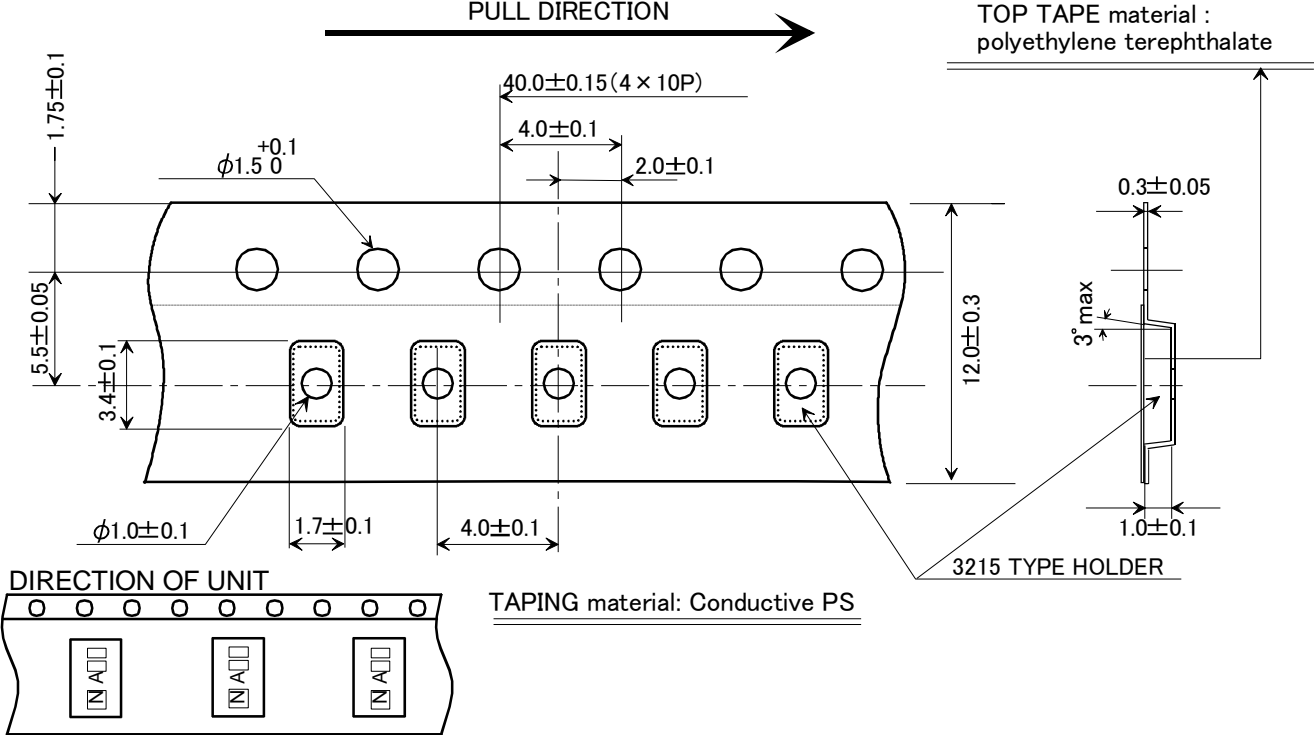 PULL DIRECTION
TOP TAPE material :
polyethylene terephthalate
1.75±0.1
40.0±0.15(4×10P)
4.0±0.1
+0.1
φ1.5 0
2.0±0.1
0.3±0.05
5.5±0.05
3.4±0.1
12.0±0.3
3°max
φ1.0±0.1
1.7±0.1
4.0±0.1
1.0±0.1
3215 TYPE HOLDER
DIRECTION OF UNIT
TAPING material: Conductive PS
N A□□
N A□□
N A□□